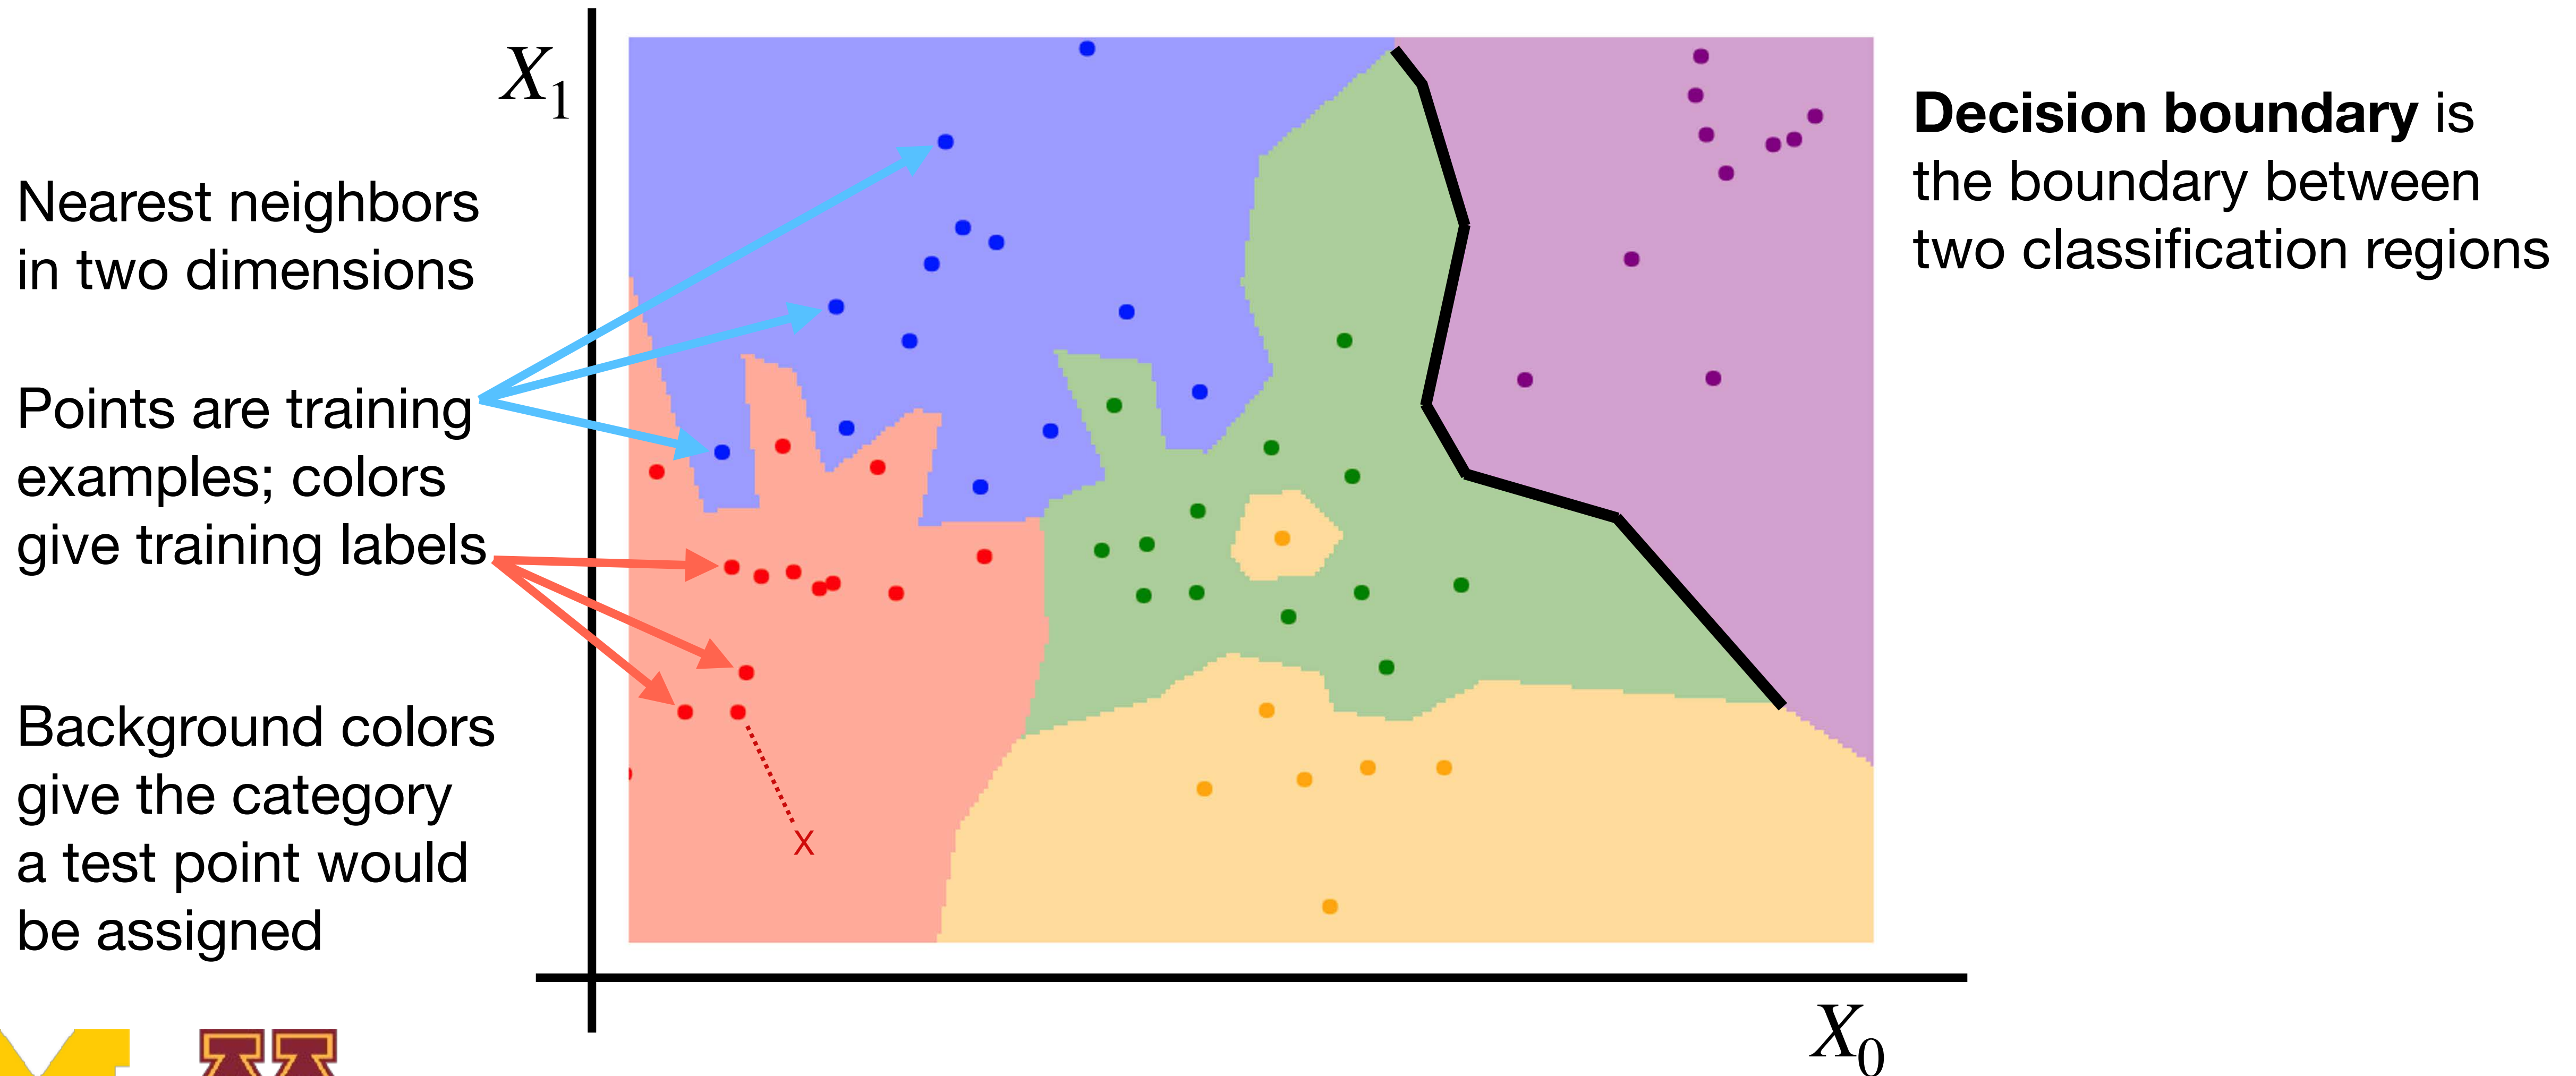 X₁
Nearest neighbors
in two dimensions
Points are training
examples; colors
give training labels
Background colors
give the category
a test point would
be assigned
X
Decision boundary is
the boundary between
two classification regions
X₀